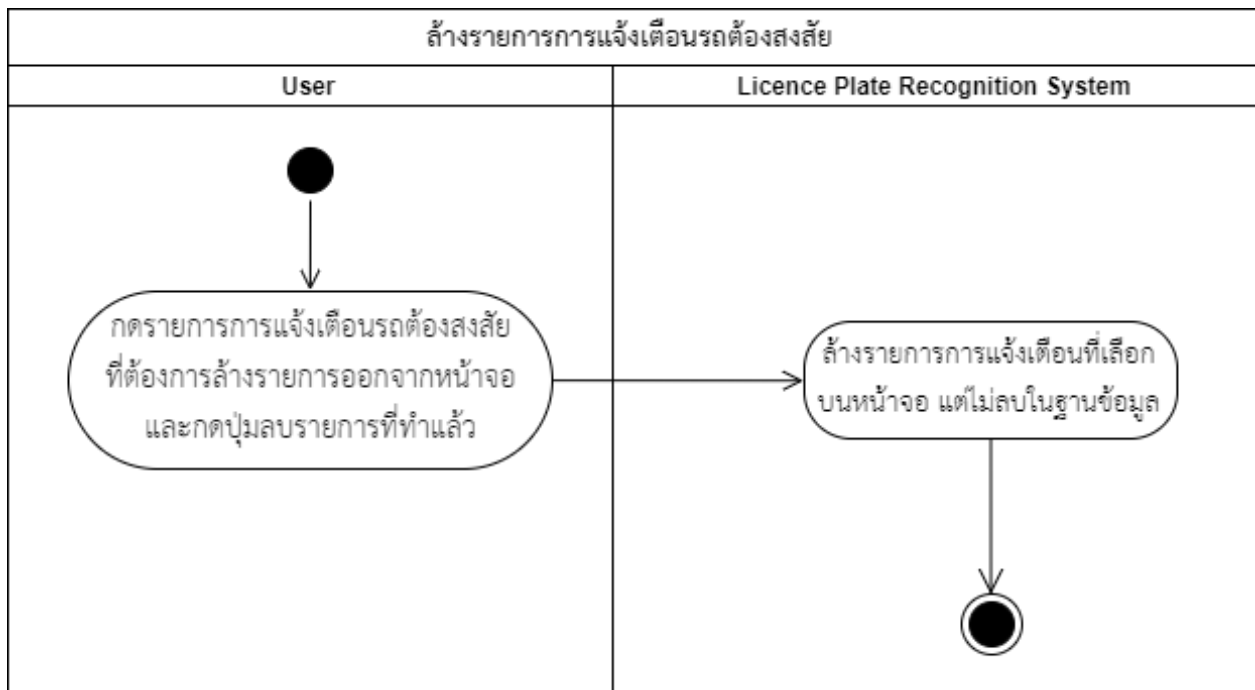 ล้างรายการการแจ้งเตือนรถต้องสงสัย
User
Licence Plate Recognition System
กดรายการการแจ้งเตือนรถต้องสงสัย
ที่ต้องการล้างรายการออกจากหน้าจอ
และกดปุ่มลบรายการที่ทำแล้ว
ล้างรายการการแจ้งเตือนที่เลือก
บนหน้าจอ แต่ไม่ลบในฐานข้อมูล